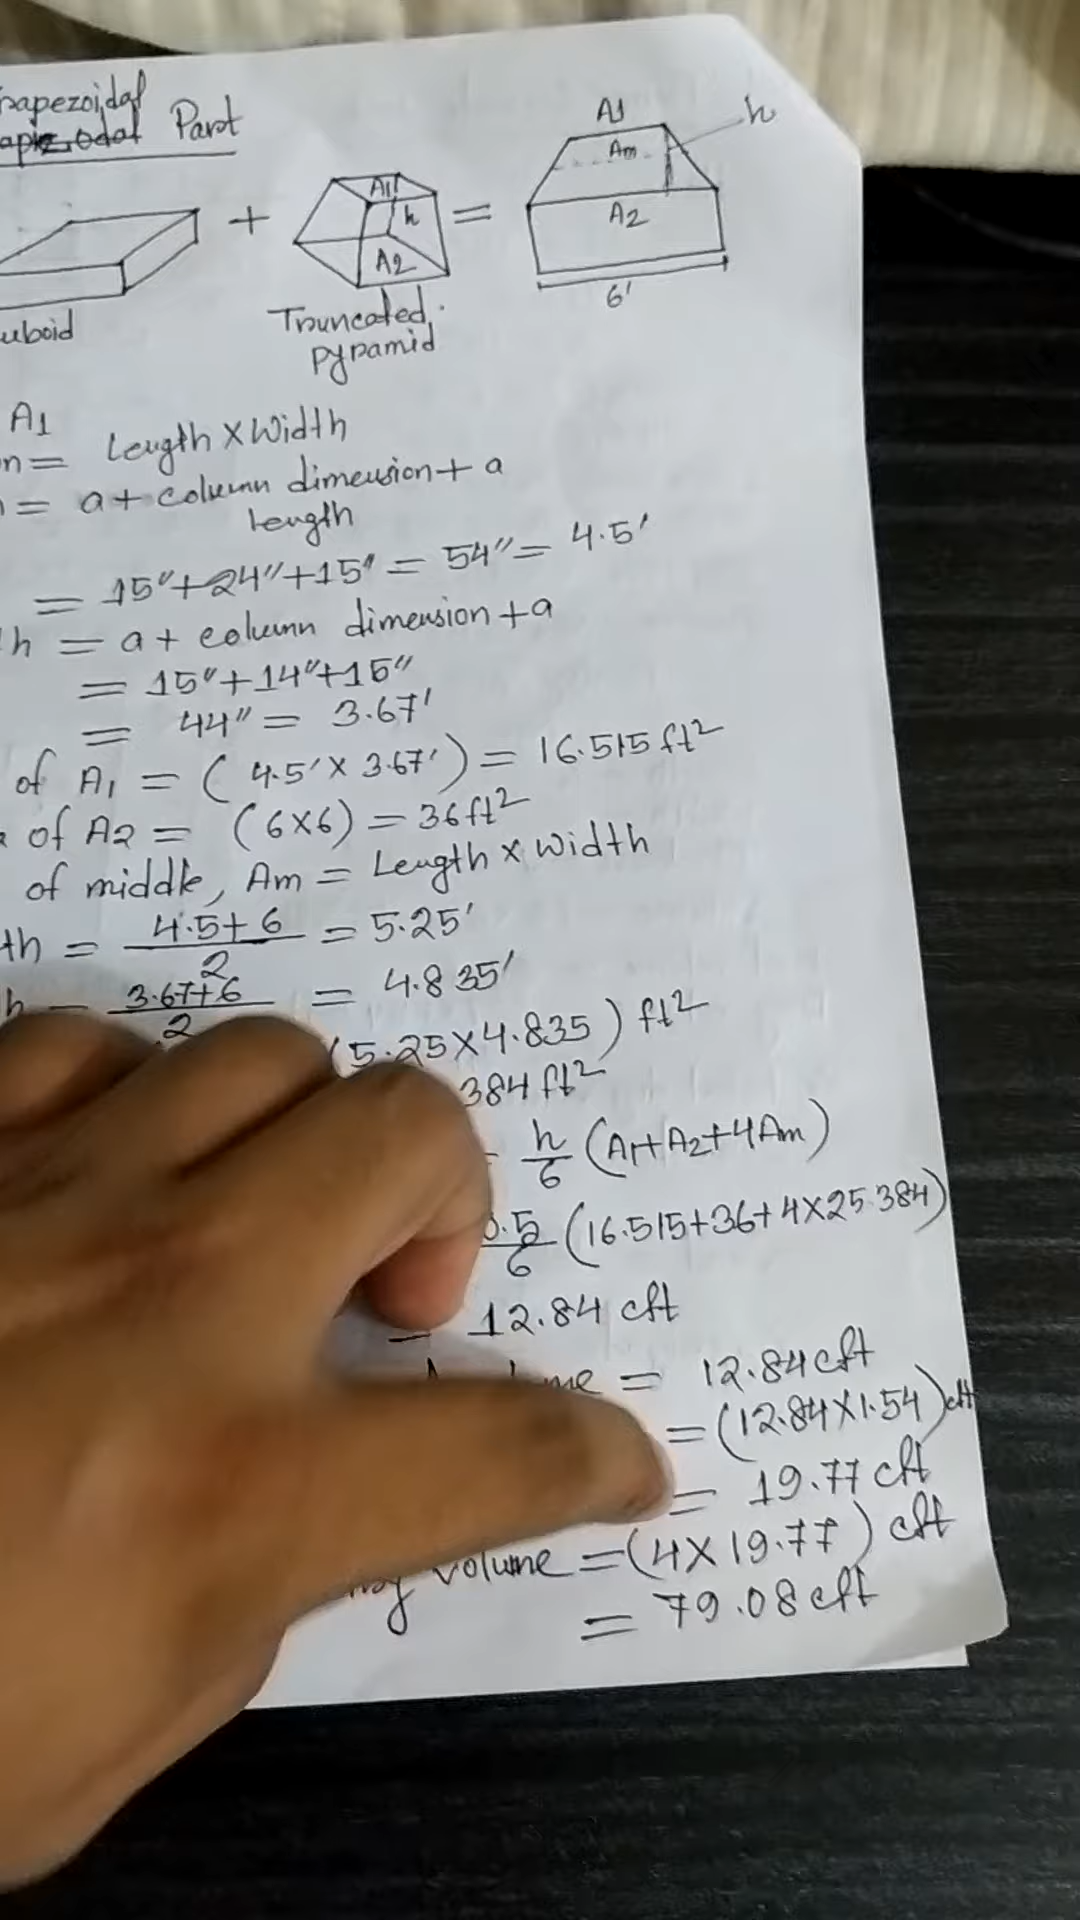 Trapezoidal
Part
A1
Am
h
A2
6'
+
A1
h
A2
=
Truncated
pyramid
A1
= Length X Width
= a + column dimension + a
length
= 15" + 24" + 15" = 54" = 4.5'
= a + column dimension + a
= 15" + 14" + 15"
= 44" = 3.67'
of A1 = (4.5' X 3.67') = 16.515 ft2
of A2 = (6X6) = 36 ft2
of middle, Am = Length X Width
= 4.5+6 / 2 = 5.25'
3.67+6 / 2 = 4.835'
(5.25X4.835) ft2
384 ft2
h/6 (A1+A2+4Am)
.5/6 (16.515+36+4X25.384)
= 12.84 cft
= 12.84 cft
= (12.84X1.54) cft
= 19.77 cft
volume = (4X19.77) cft
= 79.08 cft